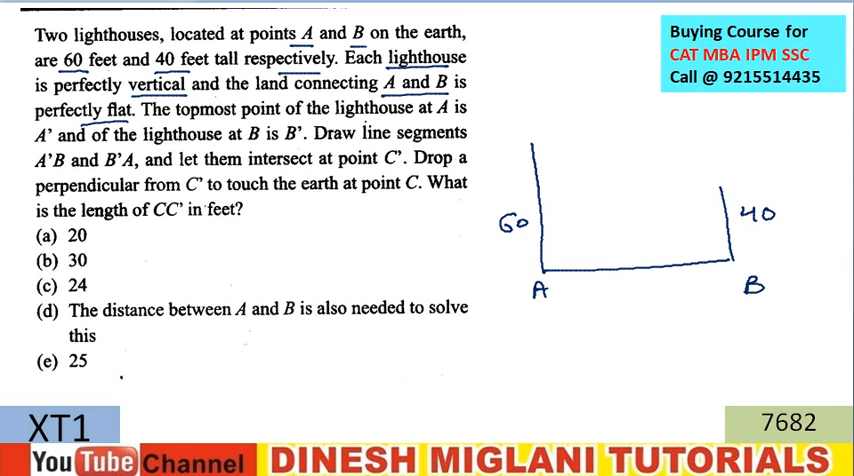 Two lighthouses, located at points A and B on the earth,
are 60 feet and 40 feet tall respectively. Each lighthouse
is perfectly vertical and the land connecting A and B is
perfectly flat. The topmost point of the lighthouse at A is
A’ and of the lighthouse at B is B’. Draw line segments
A’B and B’A, and let them intersect at point C’. Drop a
perpendicular from C’ to touch the earth at point C. What
is the length of CC’ in feet?
(a) 20
(b) 30
(c) 24
(d) The distance between A and B is also needed to solve
this
(e) 25
Buying Course for
CAT MBA IPM SSC
Call @ 9215514435
60
40
A
B
XT1
7682
YouTube Channel
DINESH MIGLANI TUTORIALS